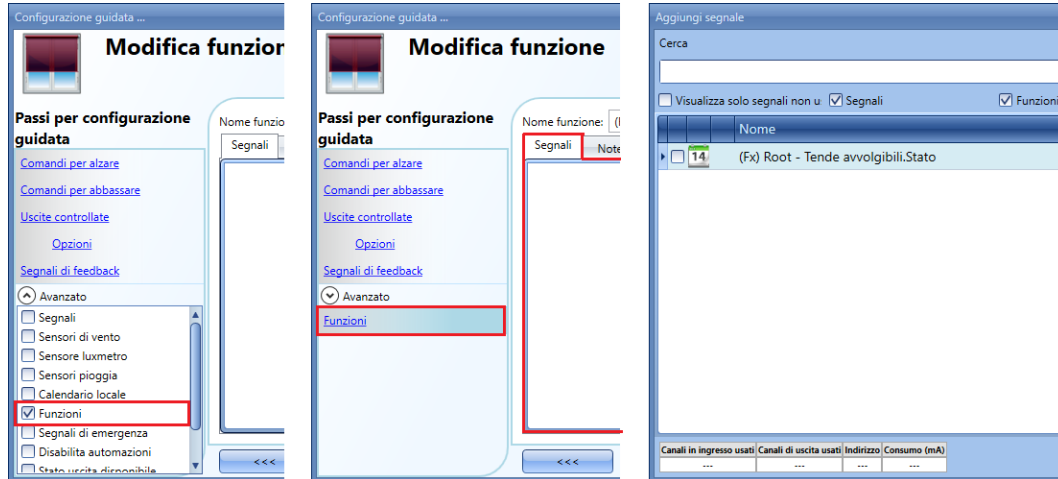 Configurazione guidata ...
Modifica funzion
Passi per configurazione
guidata
Comandi per alzare
Comandi per abbassare
Uscite controllate
Opzioni
Segnali di feedback
Avanzato
Segnali
Sensori di vento
Sensore luxmetro
Sensori pioggia
Calendario locale
Funzioni
Segnali di emergenza
Disabilita automazioni
Stato uscita disponibile
Nome funzio
Segnali
<<<
Configurazione guidata ...
Modifica funzione
Passi per configurazione
guidata
Comandi per alzare
Comandi per abbassare
Uscite controllate
Opzioni
Segnali di feedback
Avanzato
Funzioni
Nome funzione:
Segnali Note
<<<
Aggiungi segnale
Cerca
Visualizza solo segnali non u Segnali Funzioni
Nome
14 (Fx) Root - Tende avvolgibili.Stato
Canali in ingresso usati Canali di uscita usati Indirizzo Consumo (mA)
--- --- --- ---